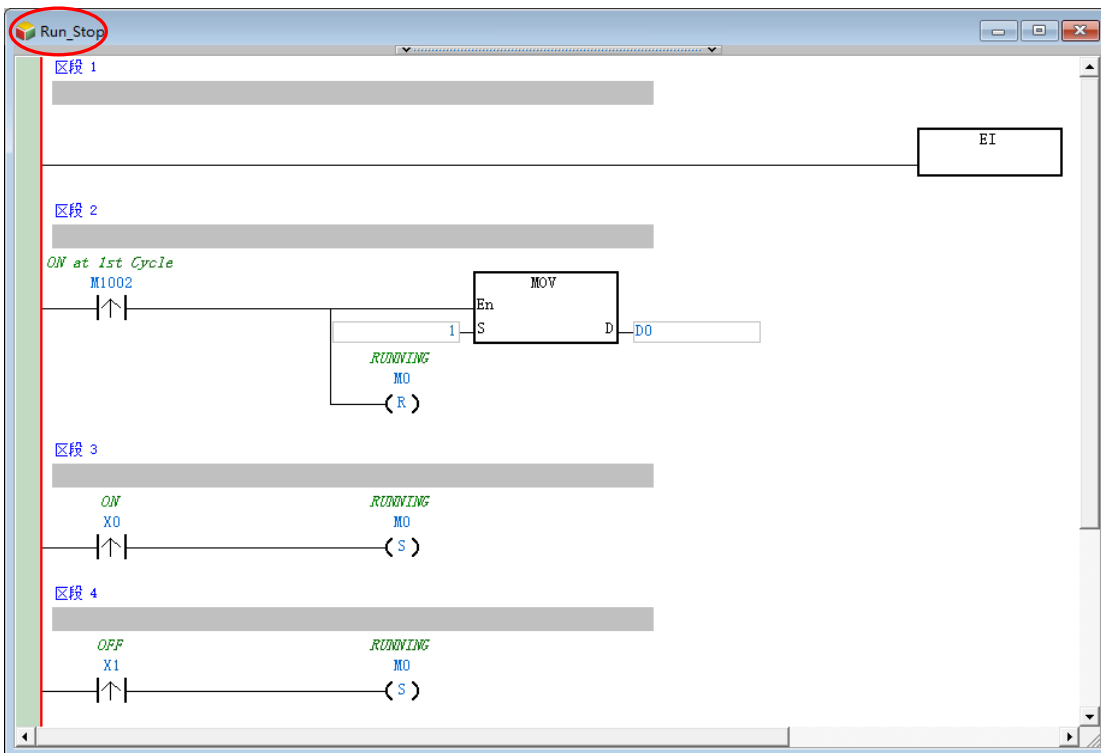 Run_Stop
区段 1
EI
区段 2
ON at 1st Cycle
M1002
MOV
En
1 S D D0
RUNNING
M0
R
区段 3
ON RUNNING
X0 M0
S
区段 4
OFF RUNNING
X1 M0
S